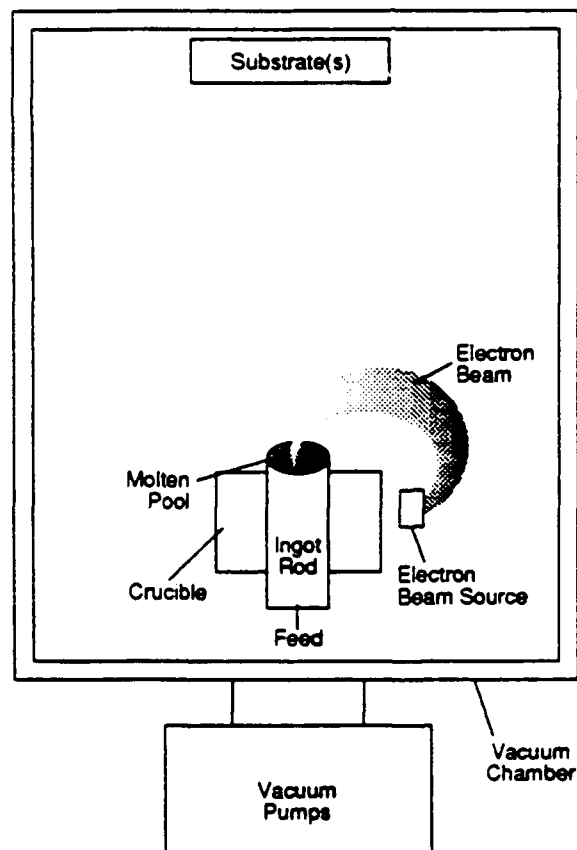 Substrate(s)
Electron
Beam
Molten
Pool
Ingot
Rod
Crucible
Electron
Beam Source
Feed
Vacuum
Chamber
Vacuum
Pumps